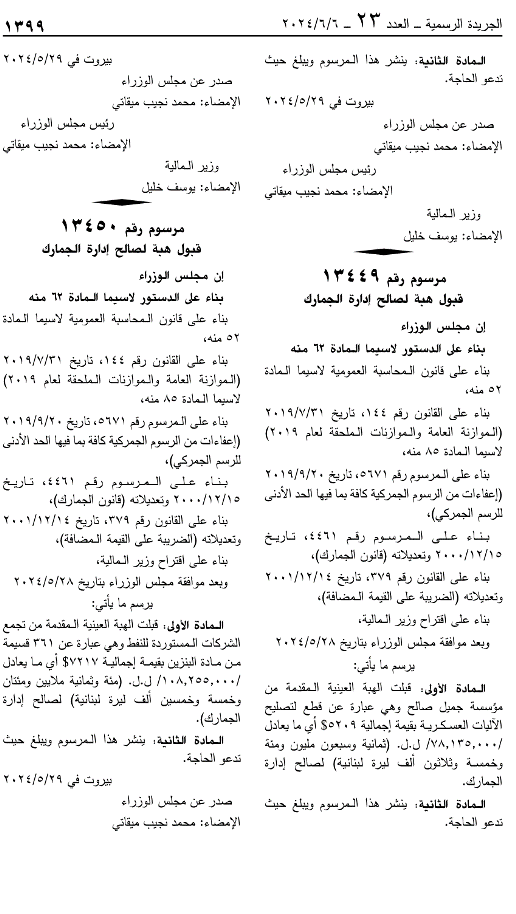 الجريدة الرسمية ــ العدد ٢٣ ــ ٢٠٢٤/٦/٦
١٣٩٩
المادة الثانية: ينشر هذا المرسوم ويبلغ حيث
تدعو الحاجة.
بيروت في ٢٠٢٤/٥/٢٩
صدر عن مجلس الوزراء
الإمضاء: محمد نجيب ميقاتي
رئيس مجلس الوزراء
الإمضاء: محمد نجيب ميقاتي
وزير المالية
الإمضاء: يوسف خليل
مرسوم رقم ١٣٤٤٩
قبول هبة لصالح إدارة الجمارك
إن مجلس الوزراء
بناء على الدستور لاسيما المادة ٦٢ منه
بناء على قانون المحاسبة العمومية لاسيما المادة
٥٢ منه،
بناء على القانون رقم ١٤٤، تاريخ ٢٠١٩/٧/٣١
(الموازنة العامة والموازنات الملحقة لعام ٢٠١٩)
لاسيما المادة ٨٥ منه،
بناء على المرسوم رقم ٥٦٧١، تاريخ ٢٠١٩/٩/٢٠
(إعفاءات من الرسوم الجمركية كافة بما فيها الحد الأدنى
للرسم الجمركي)،
بناء على المرسوم رقم ٤٤٦١، تاريخ
٢٠٠٠/١٢/١٥ وتعديلاته (قانون الجمارك)،
بناء على القانون رقم ٣٧٩، تاريخ ٢٠٠١/١٢/١٤
وتعديلاته (الضريبة على القيمة المضافة)،
بناء على اقتراح وزير المالية،
وبعد موافقة مجلس الوزراء بتاريخ ٢٠٢٤/٥/٢٨
يرسم ما يأتي:
المادة الأولى: قبلت الهبة العينية المقدمة من
مؤسسة جميل صالح وهي عبارة عن قطع لتصليح
الآليات العسكرية بقيمة إجمالية ٥٢٠٩$ أي ما يعادل
/٧٨,١٣٥,٠٠٠/ ل.ل. (ثمانية وسبعون مليون ومئة
وخمسة وثلاثون ألف ليرة لبنانية) لصالح إدارة
الجمارك.
المادة الثانية: ينشر هذا المرسوم ويبلغ حيث
تدعو الحاجة.
بيروت في ٢٠٢٤/٥/٢٩
صدر عن مجلس الوزراء
الإمضاء: محمد نجيب ميقاتي
رئيس مجلس الوزراء
الإمضاء: محمد نجيب ميقاتي
وزير المالية
الإمضاء: يوسف خليل
مرسوم رقم ١٣٤٥٠
قبول هبة لصالح إدارة الجمارك
إن مجلس الوزراء
بناء على الدستور لاسيما المادة ٦٢ منه
بناء على قانون المحاسبة العمومية لاسيما المادة
٥٢ منه،
بناء على القانون رقم ١٤٤، تاريخ ٢٠١٩/٧/٣١
(الموازنة العامة والموازنات الملحقة لعام ٢٠١٩)
لاسيما المادة ٨٥ منه،
بناء على المرسوم رقم ٥٦٧١، تاريخ ٢٠١٩/٩/٢٠
(إعفاءات من الرسوم الجمركية كافة بما فيها الحد الأدنى
للرسم الجمركي)،
بناء على المرسوم رقم ٤٤٦١، تاريخ
٢٠٠٠/١٢/١٥ وتعديلاته (قانون الجمارك)،
بناء على القانون رقم ٣٧٩، تاريخ ٢٠٠١/١٢/١٤
وتعديلاته (الضريبة على القيمة المضافة)،
بناء على اقتراح وزير المالية،
وبعد موافقة مجلس الوزراء بتاريخ ٢٠٢٤/٥/٢٨
يرسم ما يأتي:
المادة الأولى: قبلت الهبة العينية المقدمة من تجمع
الشركات المستوردة للنفط وهي عبارة عن ٣٦١ قسيمة
من مادة البنزين بقيمة إجمالية ٧٢١٧$ أي ما يعادل
/١٠٨,٢٥٥,٠٠٠/ ل.ل. (مئة وثمانية ملايين ومئتان
وخمسة وخمسين ألف ليرة لبنانية) لصالح إدارة
الجمارك).
المادة الثانية: ينشر هذا المرسوم ويبلغ حيث
تدعو الحاجة.
بيروت في ٢٠٢٤/٥/٢٩
صدر عن مجلس الوزراء
الإمضاء: محمد نجيب ميقاتي